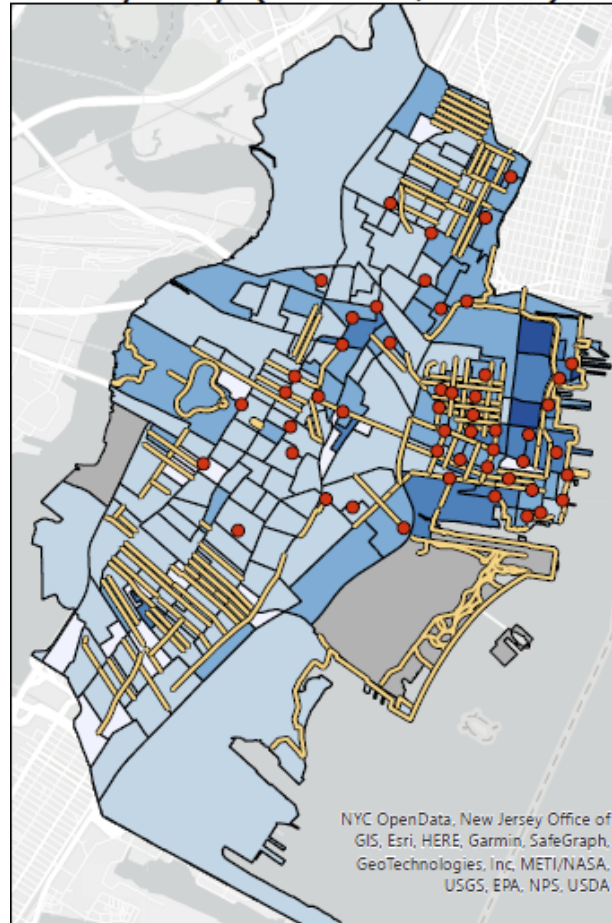 NYC OpenData, New Jersey Office of
GIS, Esri, HERE, Garmin, SafeGraph,
GeoTechnologies, Inc, METI/NASA,
USGS, EPA, NPS, USDA